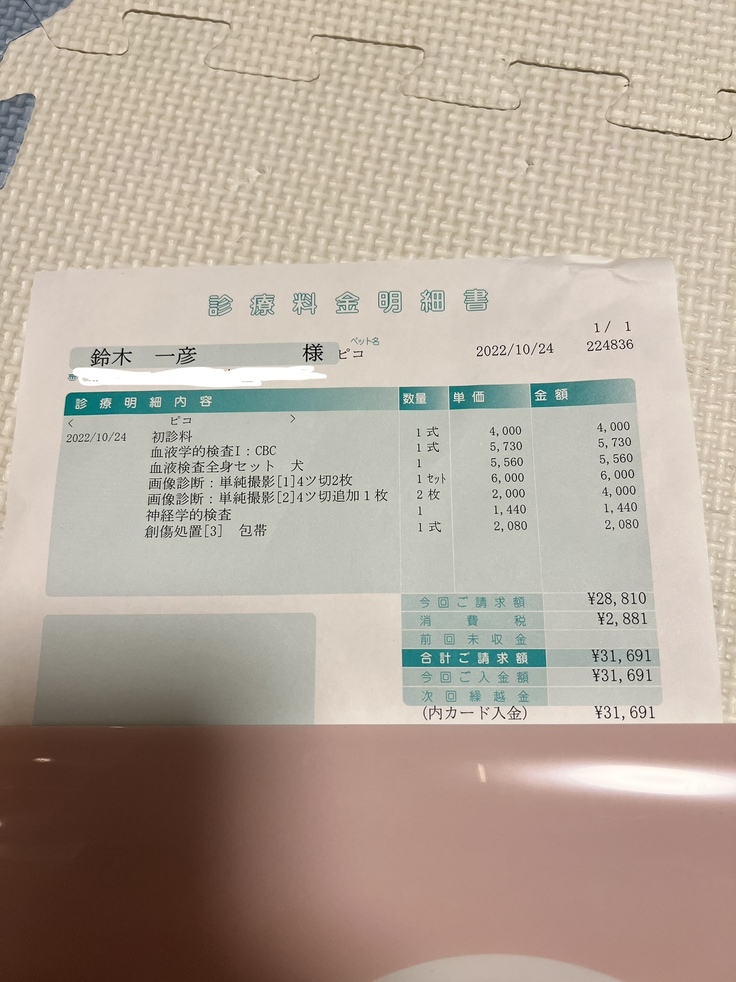 診療料金明細書
1/ 1
鈴木 一彦 様 ペット名 ピコ 2022/10/24 224836
診療明細内容 数量 単価 金額
< ピコ >
2022/10/24 初診料 1式 4,000 4,000
血液学的検査I:CBC 1式 5,730 5,730
血液検査全身セット 犬 1 5,560 5,560
画像診断:単純撮影[1]4ツ切2枚 1セット 6,000 6,000
画像診断:単純撮影[2]4ツ切追加1枚 2枚 2,000 4,000
神経学的検査 1 1,440 1,440
創傷処置[3] 包帯 1式 2,080 2,080
今回ご請求額 ¥28,810
消費税 ¥2,881
前回未収金
合計ご請求額 ¥31,691
今回ご入金額 ¥31,691
次回繰越金
(内カード入金) ¥31,691